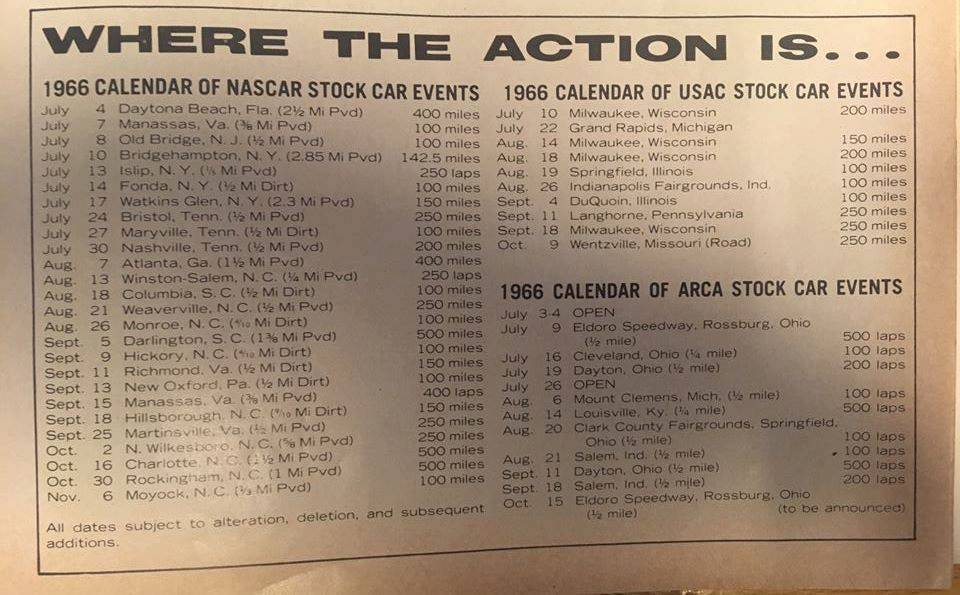 WHERE THE ACTION IS...
1966 CALENDAR OF NASCAR STOCK CAR EVENTS
July 4 Daytona Beach, Fla. (2½ Mi Pvd) 400 miles
July 7 Manassas, Va. (⅜ Mi Pvd) 100 miles
July 8 Old Bridge, N. J. (½ Mi Pvd) 100 miles
July 10 Bridgehampton, N. Y. (2.85 Mi Pvd) 142.5 miles
July 13 Islip, N. Y. (⅕ Mi Pvd) 250 laps
July 14 Fonda, N. Y. (½ Mi Dirt) 100 miles
July 17 Watkins Glen, N. Y. (2.3 Mi Pvd) 150 miles
July 24 Bristol, Tenn. (½ Mi Pvd) 250 miles
July 27 Maryville, Tenn. (½ Mi Dirt) 100 miles
July 30 Nashville, Tenn. (½ Mi Pvd) 200 miles
Aug. 7 Atlanta, Ga. (1½ Mi Pvd) 400 miles
Aug. 13 Winston-Salem, N. C. (¼ Mi Pvd) 250 laps
Aug. 18 Columbia, S. C. (½ Mi Dirt) 100 miles
Aug. 21 Weaverville, N. C. (½ Mi Pvd) 250 miles
Aug. 26 Monroe, N. C. (4/10 Mi Dirt) 100 miles
Sept. 5 Darlington, S. C. (1⅜ Mi Pvd) 500 miles
Sept. 9 Hickory, N. C. (4/10 Mi Dirt) 100 miles
Sept. 11 Richmond, Va. (½ Mi Dirt) 150 miles
Sept. 13 New Oxford, Pa. (½ Mi Dirt) 100 miles
Sept. 15 Manassas, Va. (⅜ Mi Pvd) 400 laps
Sept. 18 Hillsborough, N. C. (9/10 Mi Dirt) 150 miles
Sept. 25 Martinsville, Va. (½ Mi Pvd) 250 miles
Oct. 2 N. Wilkesboro, N. C. (⅝ Mi Pvd) 250 miles
Oct. 16 Charlotte, N. C. (1½ Mi Pvd) 500 miles
Oct. 30 Rockingham, N. C. (1 Mi Pvd) 500 miles
Nov. 6 Moyock, N. C. (⅓ Mi Pvd) 100 miles
All dates subject to alteration, deletion, and subsequent
additions.
1966 CALENDAR OF USAC STOCK CAR EVENTS
July 10 Milwaukee, Wisconsin 200 miles
July 22 Grand Rapids, Michigan
Aug. 14 Milwaukee, Wisconsin 150 miles
Aug. 18 Milwaukee, Wisconsin 200 miles
Aug. 19 Springfield, Illinois 100 miles
Aug. 26 Indianapolis Fairgrounds, Ind. 100 miles
Sept. 4 DuQuoin, Illinois 100 miles
Sept. 11 Langhorne, Pennsylvania 250 miles
Sept. 18 Milwaukee, Wisconsin 250 miles
Oct. 9 Wentzville, Missouri (Road) 250 miles
1966 CALENDAR OF ARCA STOCK CAR EVENTS
July 3-4 OPEN
July 9 Eldoro Speedway, Rossburg, Ohio
(½ mile) 500 laps
July 16 Cleveland, Ohio (¼ mile) 100 laps
July 19 Dayton, Ohio (½ mile) 200 laps
July 26 OPEN
Aug. 6 Mount Clemens, Mich. (½ mile) 100 laps
Aug. 14 Louisville, Ky. (¼ mile) 500 laps
Aug. 20 Clark County Fairgrounds, Springfield,
Ohio (½ mile) 100 laps
Aug. 21 Salem, Ind. (½ mile) 100 laps
Sept. 11 Dayton, Ohio (½ mile) 500 laps
Sept. 18 Salem, Ind. (½ mile) 200 laps
Oct. 15 Eldoro Speedway, Rossburg, Ohio
(½ mile) (to be announced)